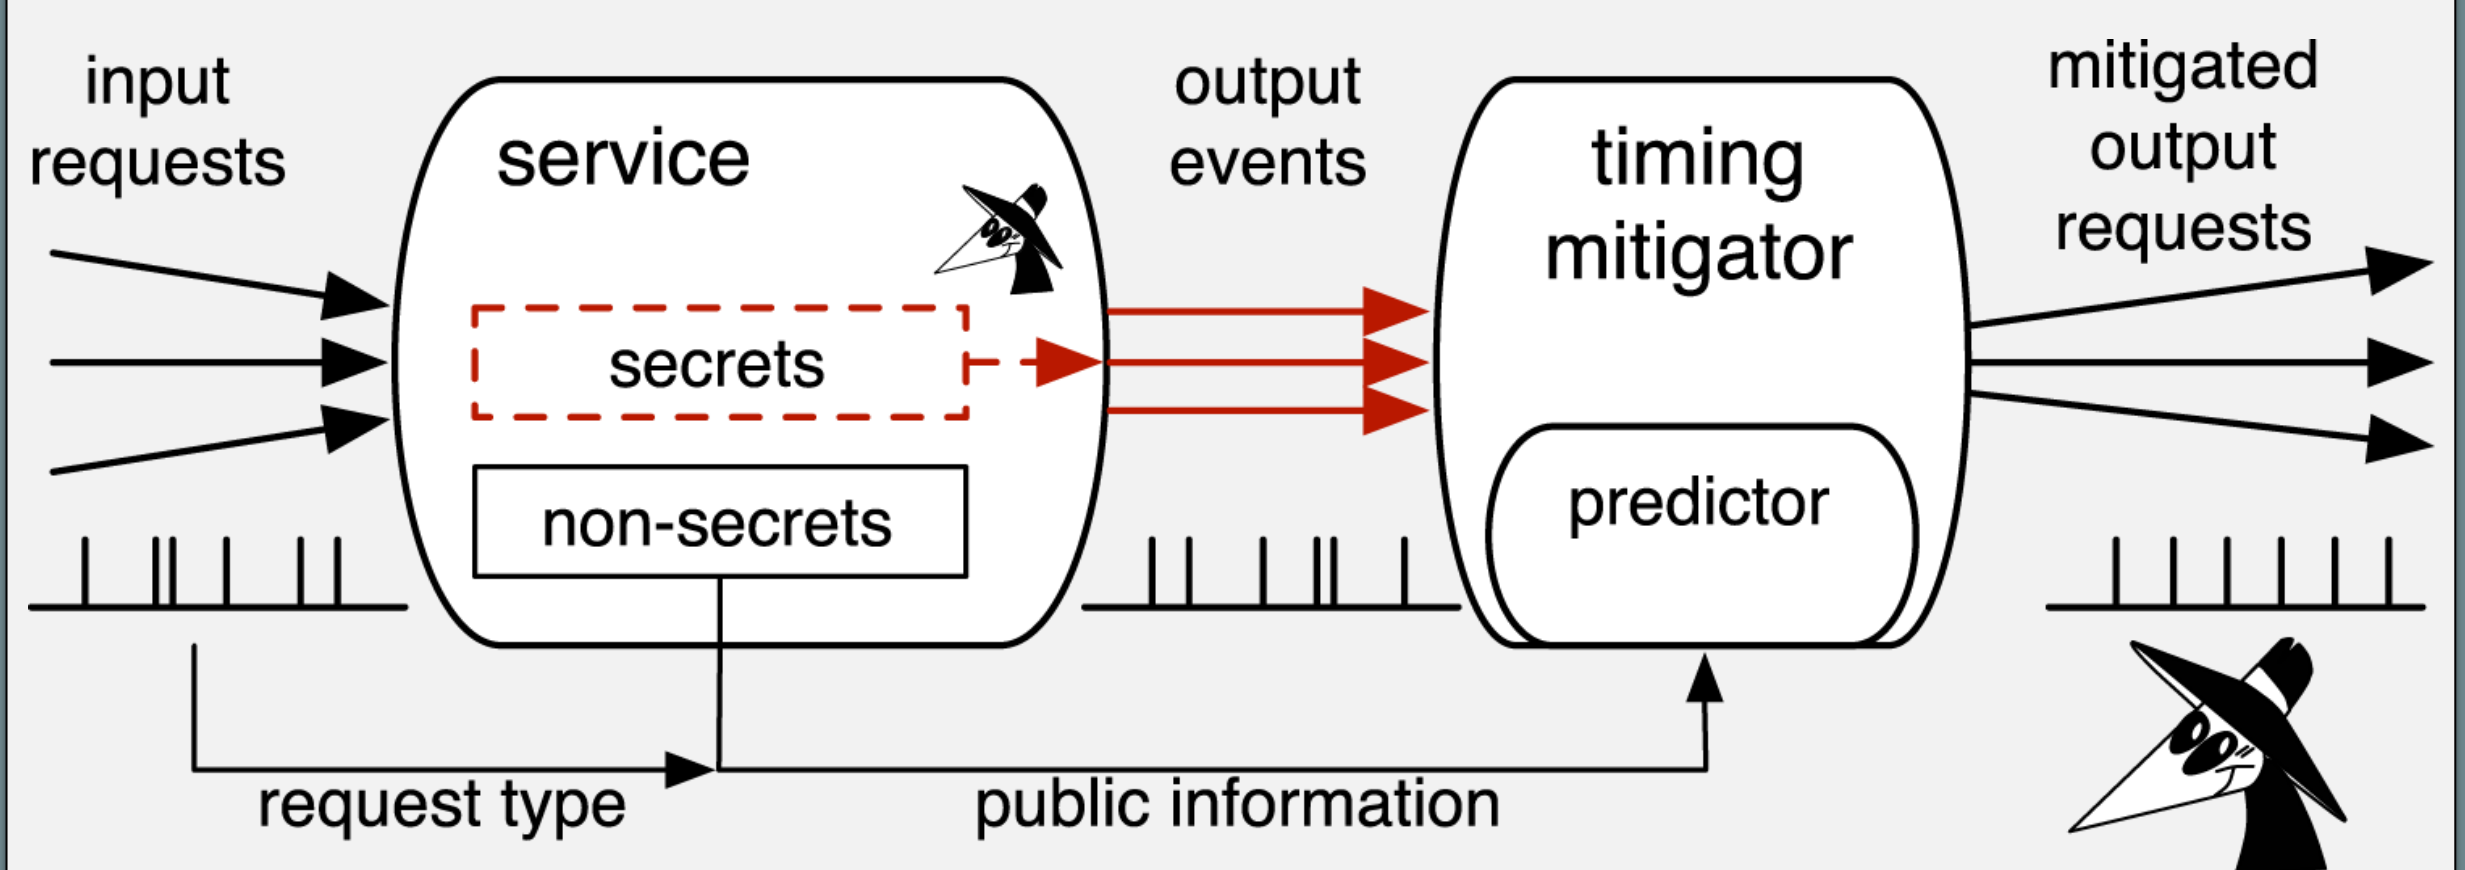 input
requests
service
secrets
non-secrets
output
events
timing
mitigator
predictor
mitigated
output
requests
request type
public information